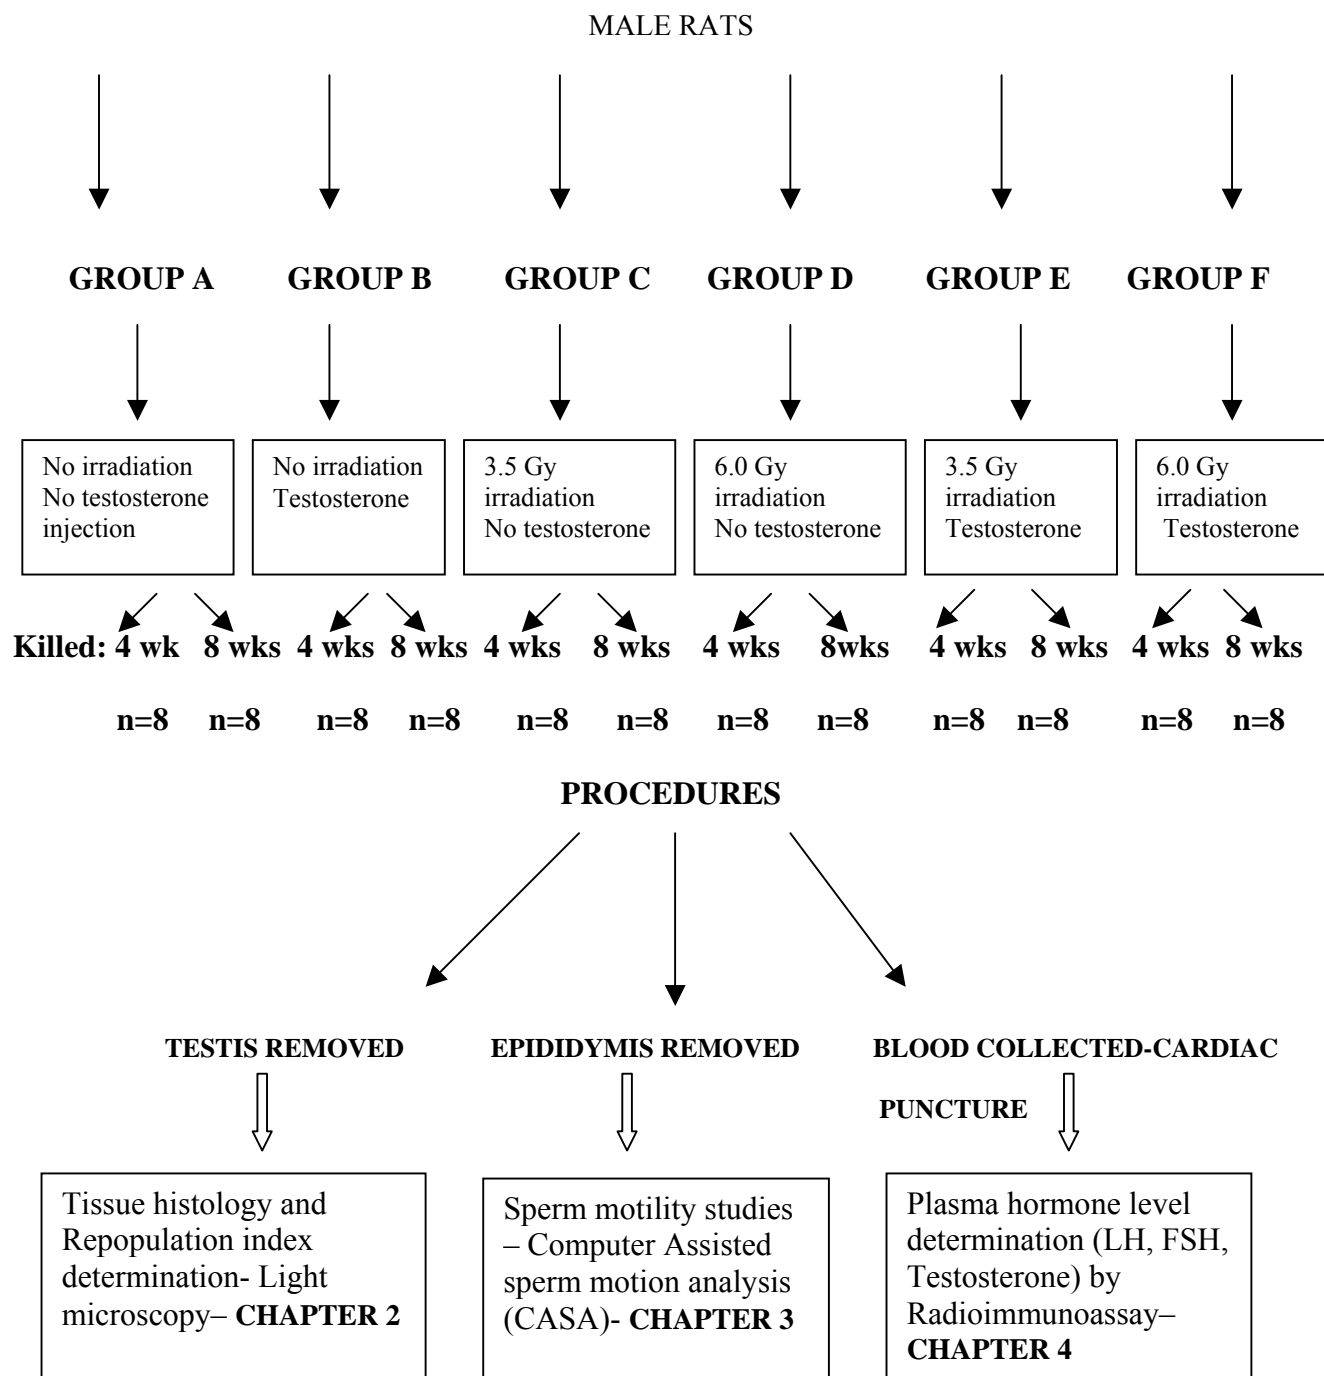 MALE RATS
GROUP A GROUP B GROUP C GROUP D GROUP E GROUP F
No irradiation
No testosterone
injection
No irradiation
Testosterone
3.5 Gy
irradiation
No testosterone
6.0 Gy
irradiation
No testosterone
3.5 Gy
irradiation
Testosterone
6.0 Gy
irradiation
Testosterone
Killed: 4 wk 8 wks 4 wks 8 wks 4 wks 8 wks 4 wks 8wks 4 wks 8 wks 4 wks 8 wks
n=8 n=8 n=8 n=8 n=8 n=8 n=8 n=8 n=8 n=8 n=8 n=8
PROCEDURES
TESTIS REMOVED
EPIDIDYMIS REMOVED
BLOOD COLLECTED-CARDIAC
PUNCTURE
Tissue histology and
Repopulation index
determination- Light
microscopy– CHAPTER 2
Sperm motility studies
– Computer Assisted
sperm motion analysis
(CASA)- CHAPTER 3
Plasma hormone level
determination (LH, FSH,
Testosterone) by
Radioimmunoassay–
CHAPTER 4